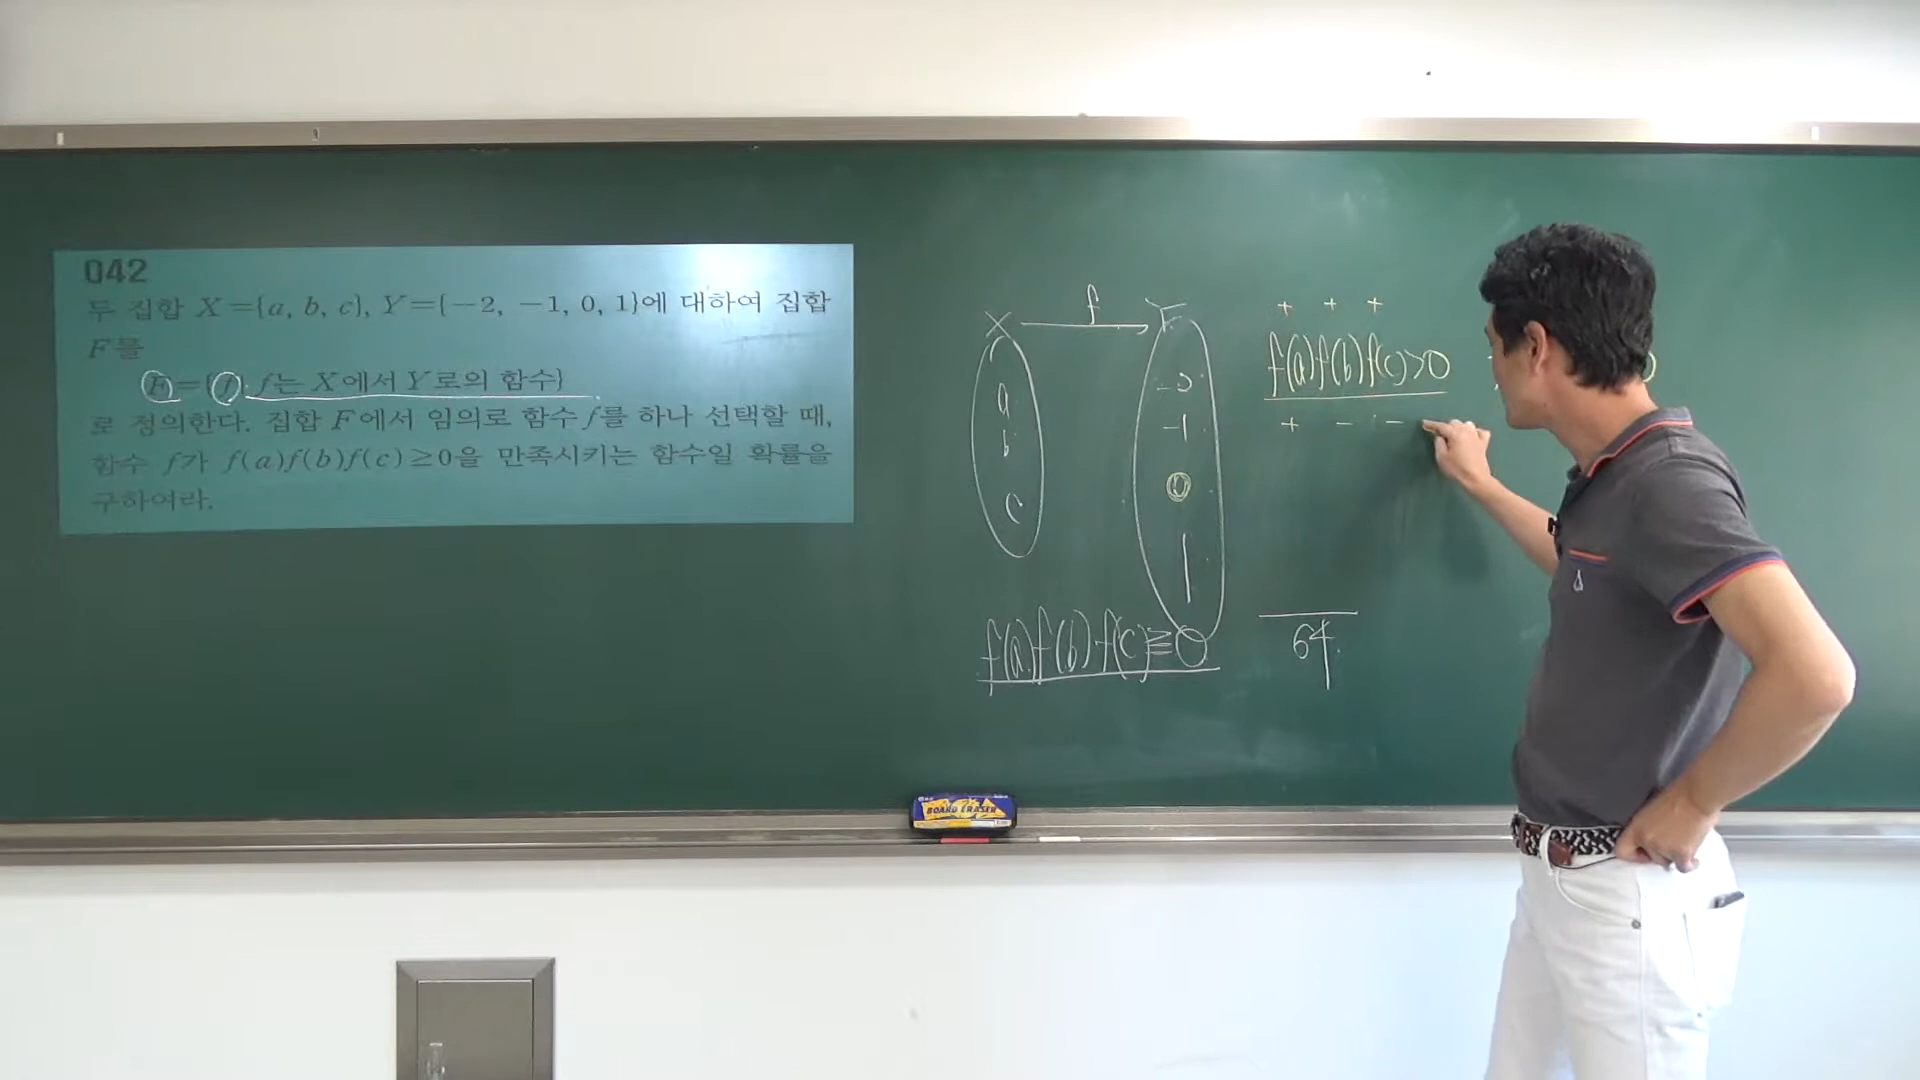 042
두 집합 X={a, b, c}, Y={-2, -1, 0, 1}에 대하여 집합
F를
F={f: f는 X에서 Y로의 함수}
로 정의한다. 집합 F에서 임의로 함수 f를 하나 선택할 때,
함수 f가 f(a)f(b)f(c)≥0을 만족시키는 함수일 확률을
구하여라.
X f Y
a
b
c
-2
-1
0
1
f(a)f(b)f(c)≥0
+ + +
f(a)f(b)f(c)>0
+ - -
64
BOARD ERASER